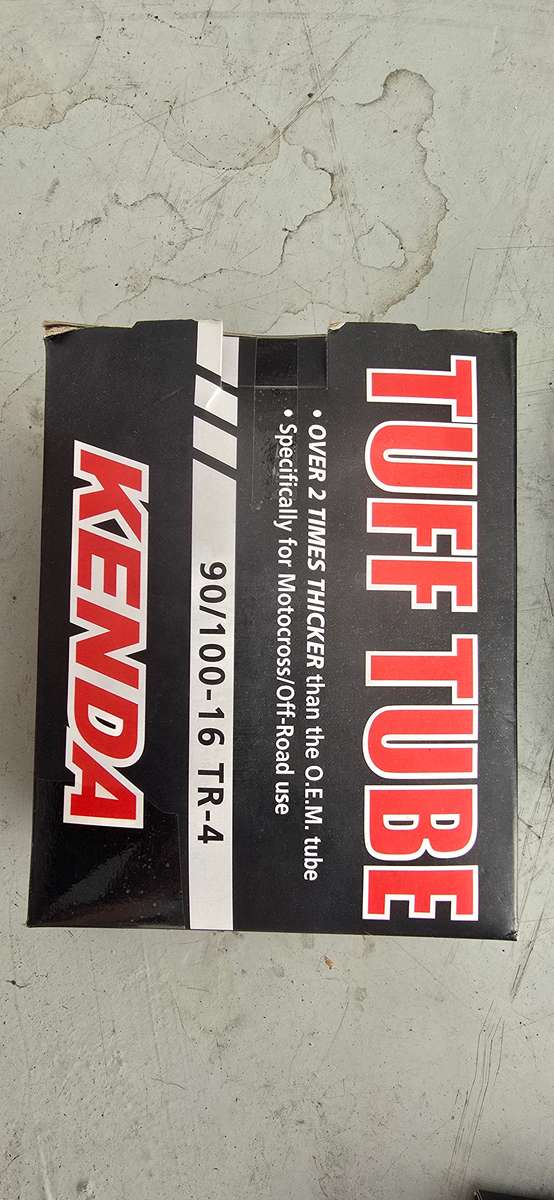 TUFF TUBE
• OVER 2 TIMES THICKER than the O.E.M. tube
• Specifically for Motocross/Off-Road use
90/100-16 TR-4
KENDA